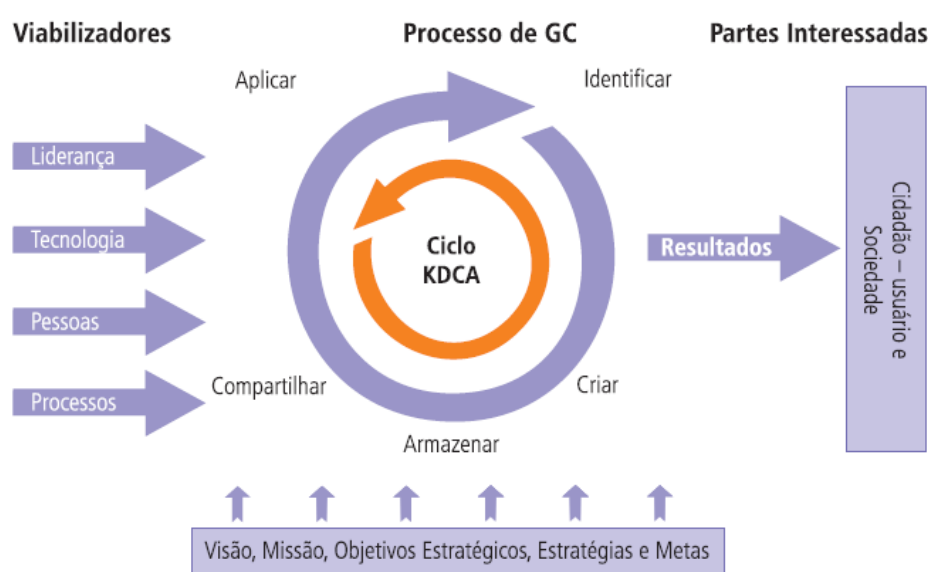 Viabilizadores
Processo de GC
Partes Interessadas
Aplicar
Identificar
Liderança
Tecnologia
Pessoas
Processos
Ciclo
KDCA
Resultados
Cidadão – usuário e
Sociedade
Compartilhar
Criar
Armazenar
Visão, Missão, Objetivos Estratégicos, Estratégias e Metas